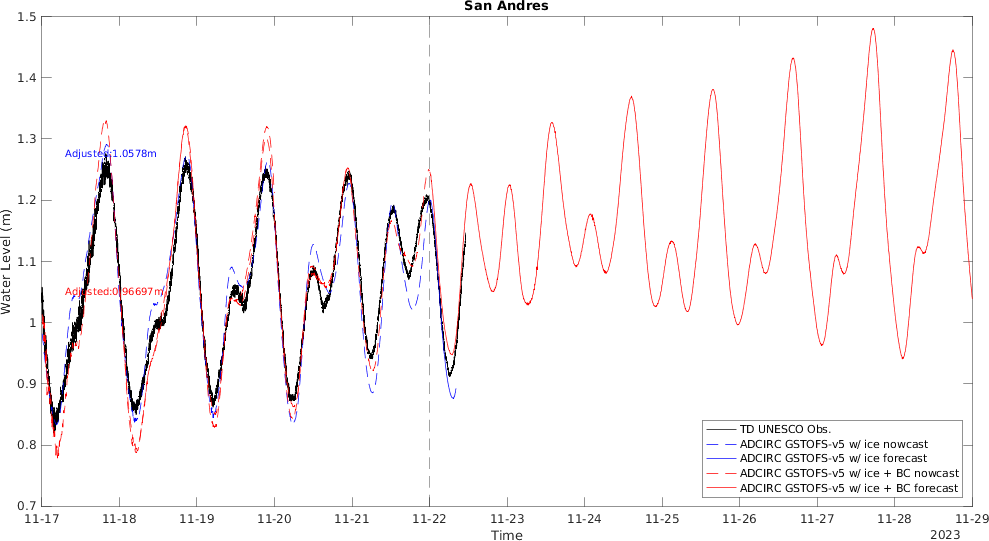 San Andres
1.5
1.4
1.3
1.2
1.1
1
0.9
0.8
0.7
Water Level (m)
Adjusted:1.0578m
Adjusted:0.96697m
TD UNESCO Obs.
ADCIRC GSTOFS-v5 w/ ice nowcast
ADCIRC GSTOFS-v5 w/ ice forecast
ADCIRC GSTOFS-v5 w/ ice + BC nowcast
ADCIRC GSTOFS-v5 w/ ice + BC forecast
11-17 11-18 11-19 11-20 11-21 11-22 11-23 11-24 11-25 11-26 11-27 11-28 11-29
Time
2023